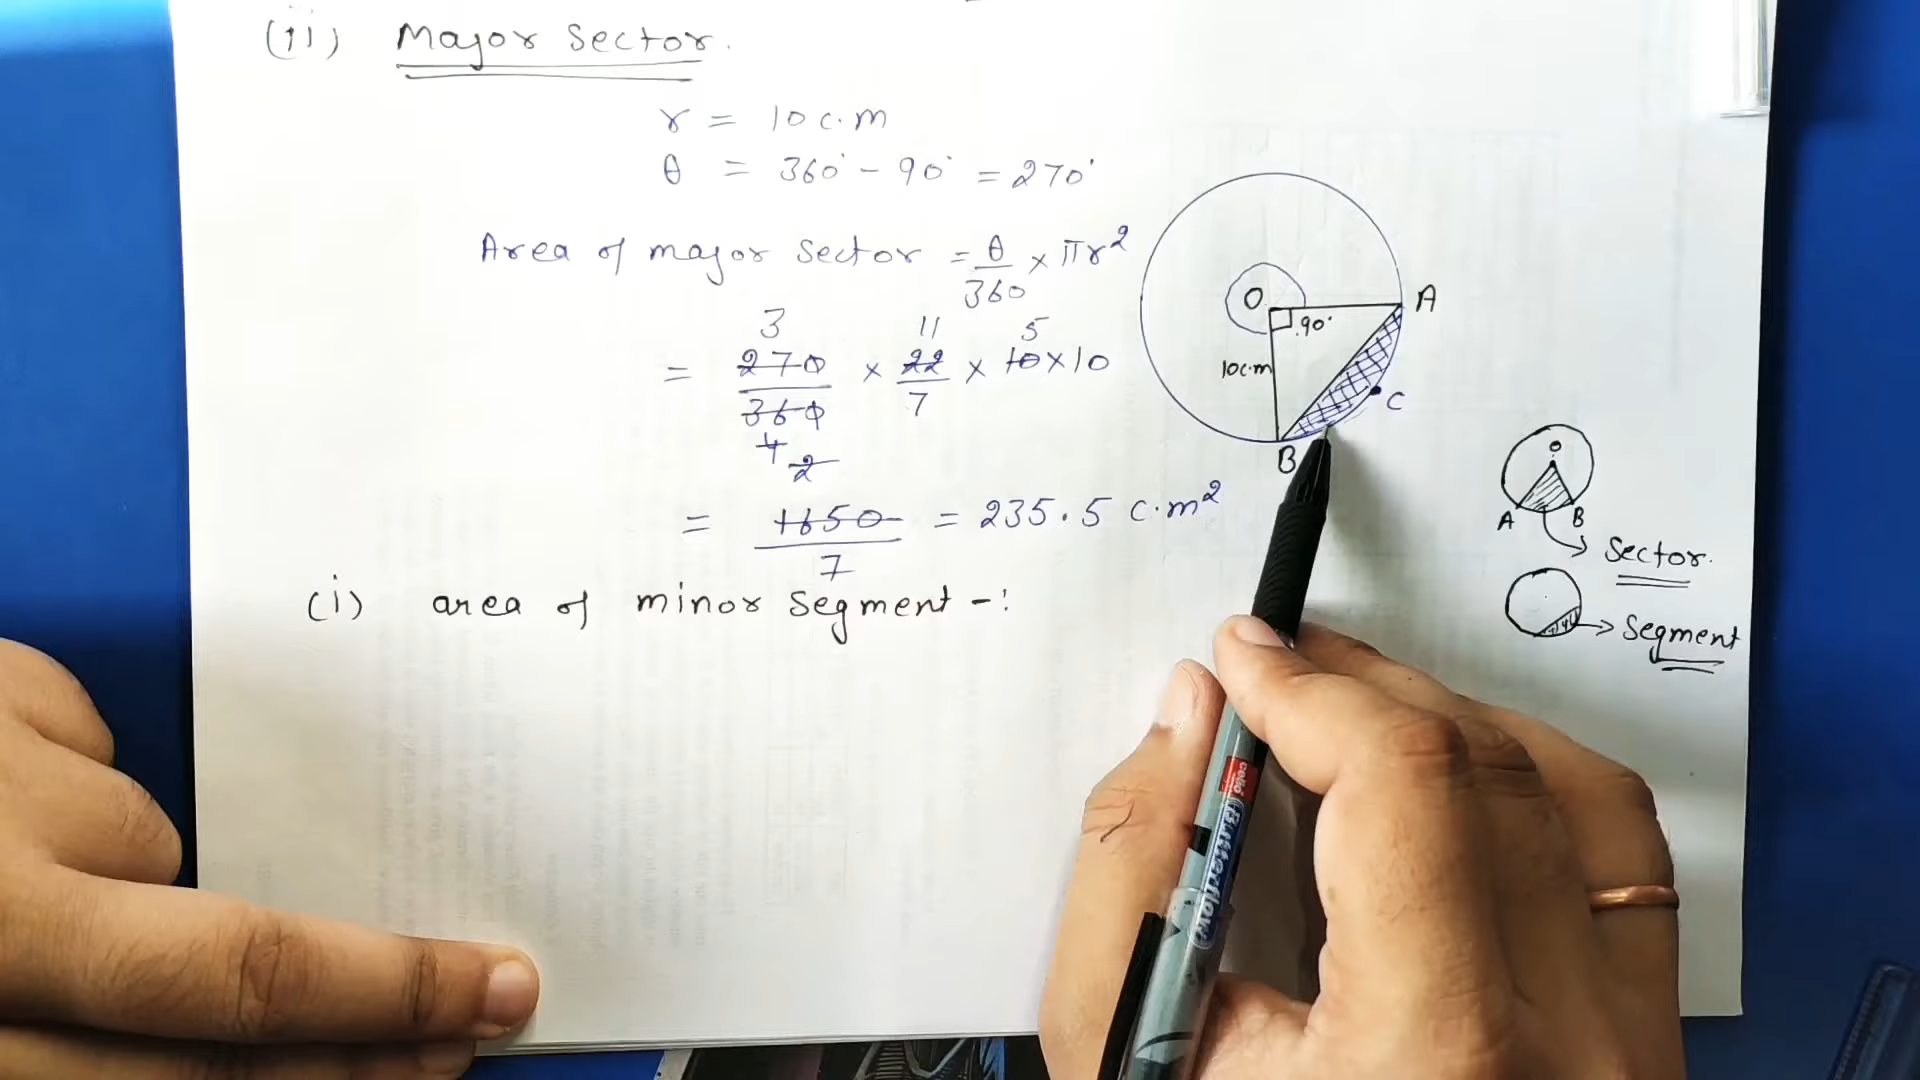 (ii) Major Sector.
r = 10 c.m
θ = 360° - 90° = 270°
Area of major Sector = θ/360 × πr²
3 11 5
= 270/360 × 22/7 × 10 × 10
4 2
= 1650/7 = 235.5 c.m²
(i) area of minor Segment -:
O
A
90°
10c.m
C
B
O
A B
Sector.
Segment
cello
Butterflow